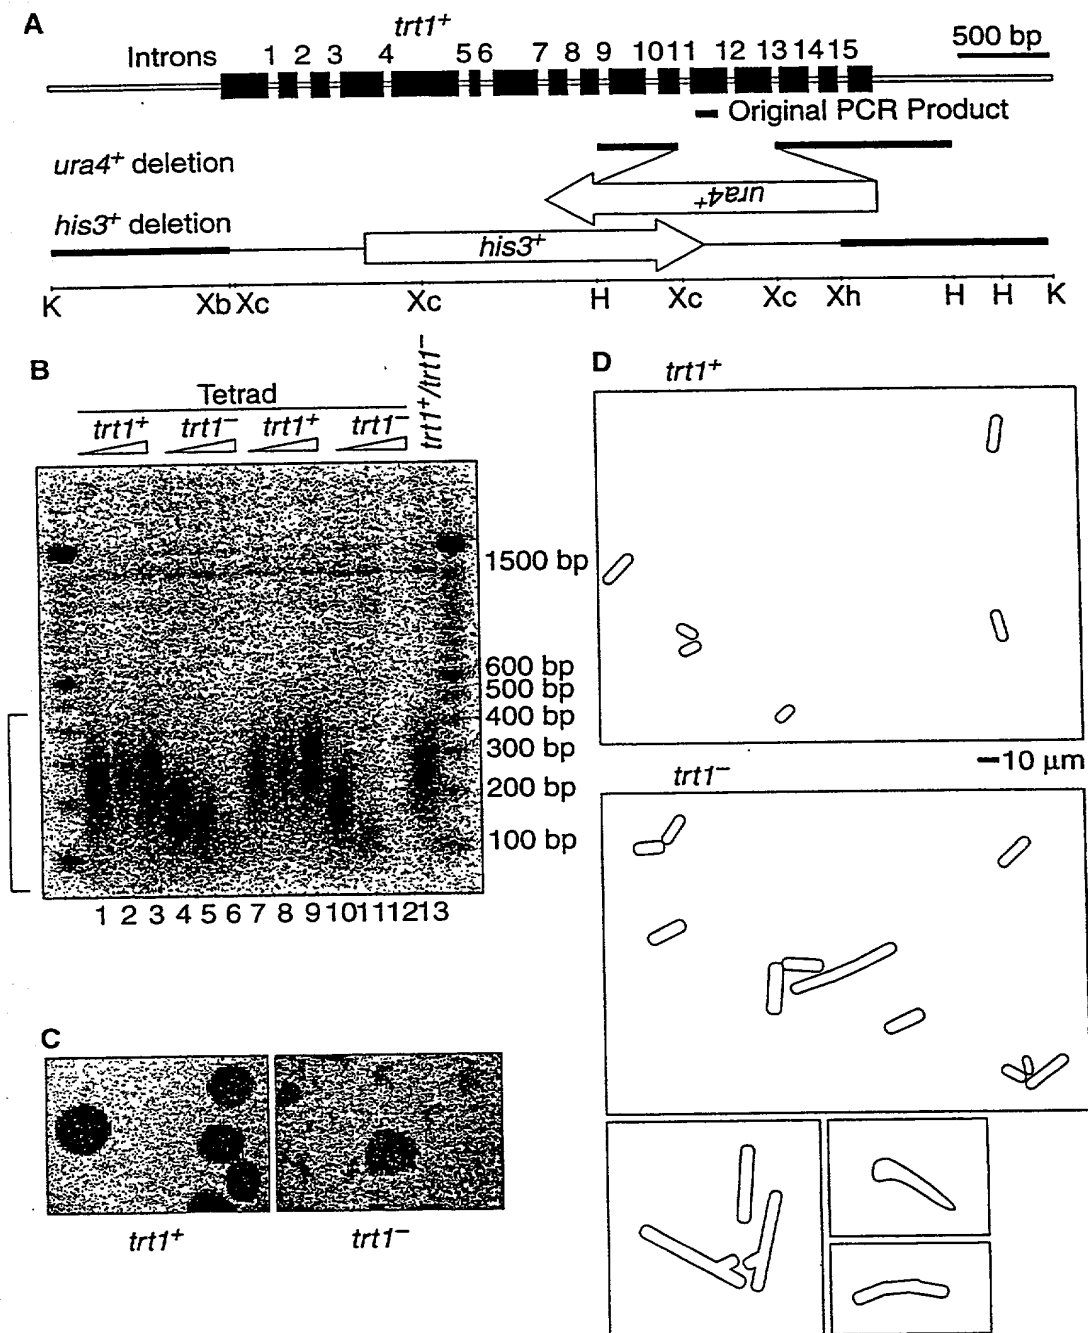 A
trt1+
Introns 1 2 3 4 5 6 7 8 9 10 11 12 13 14 15
500 bp
Original PCR Product
ura4+ deletion
ura4+
his3+ deletion
his3+
K Xb Xc Xc H Xc Xc Xh H H K
B
Tetrad
trt1+ trt1– trt1+ trt1– trt1+/trt1–
1500 bp
600 bp
500 bp
400 bp
300 bp
200 bp
100 bp
1 2 3 4 5 6 7 8 9 10 11 12 13
C
trt1+ trt1–
D
trt1+
10 µm
trt1–